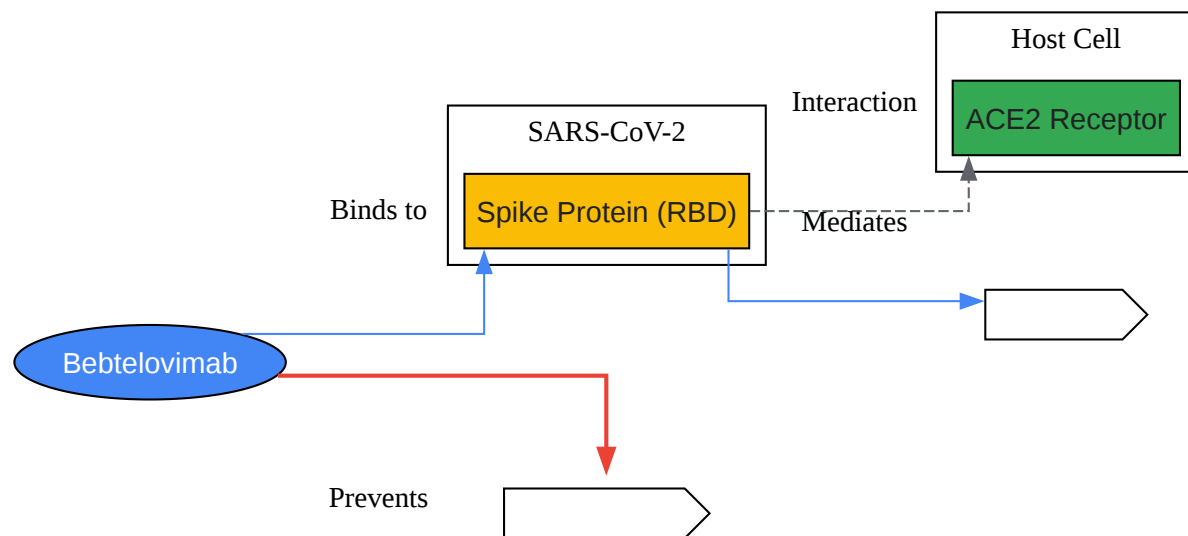 Host Cell
Interaction
ACE2 Receptor
SARS-CoV-2
Binds to
Spike Protein (RBD)
Mediates
Bebtelovimab
Prevents